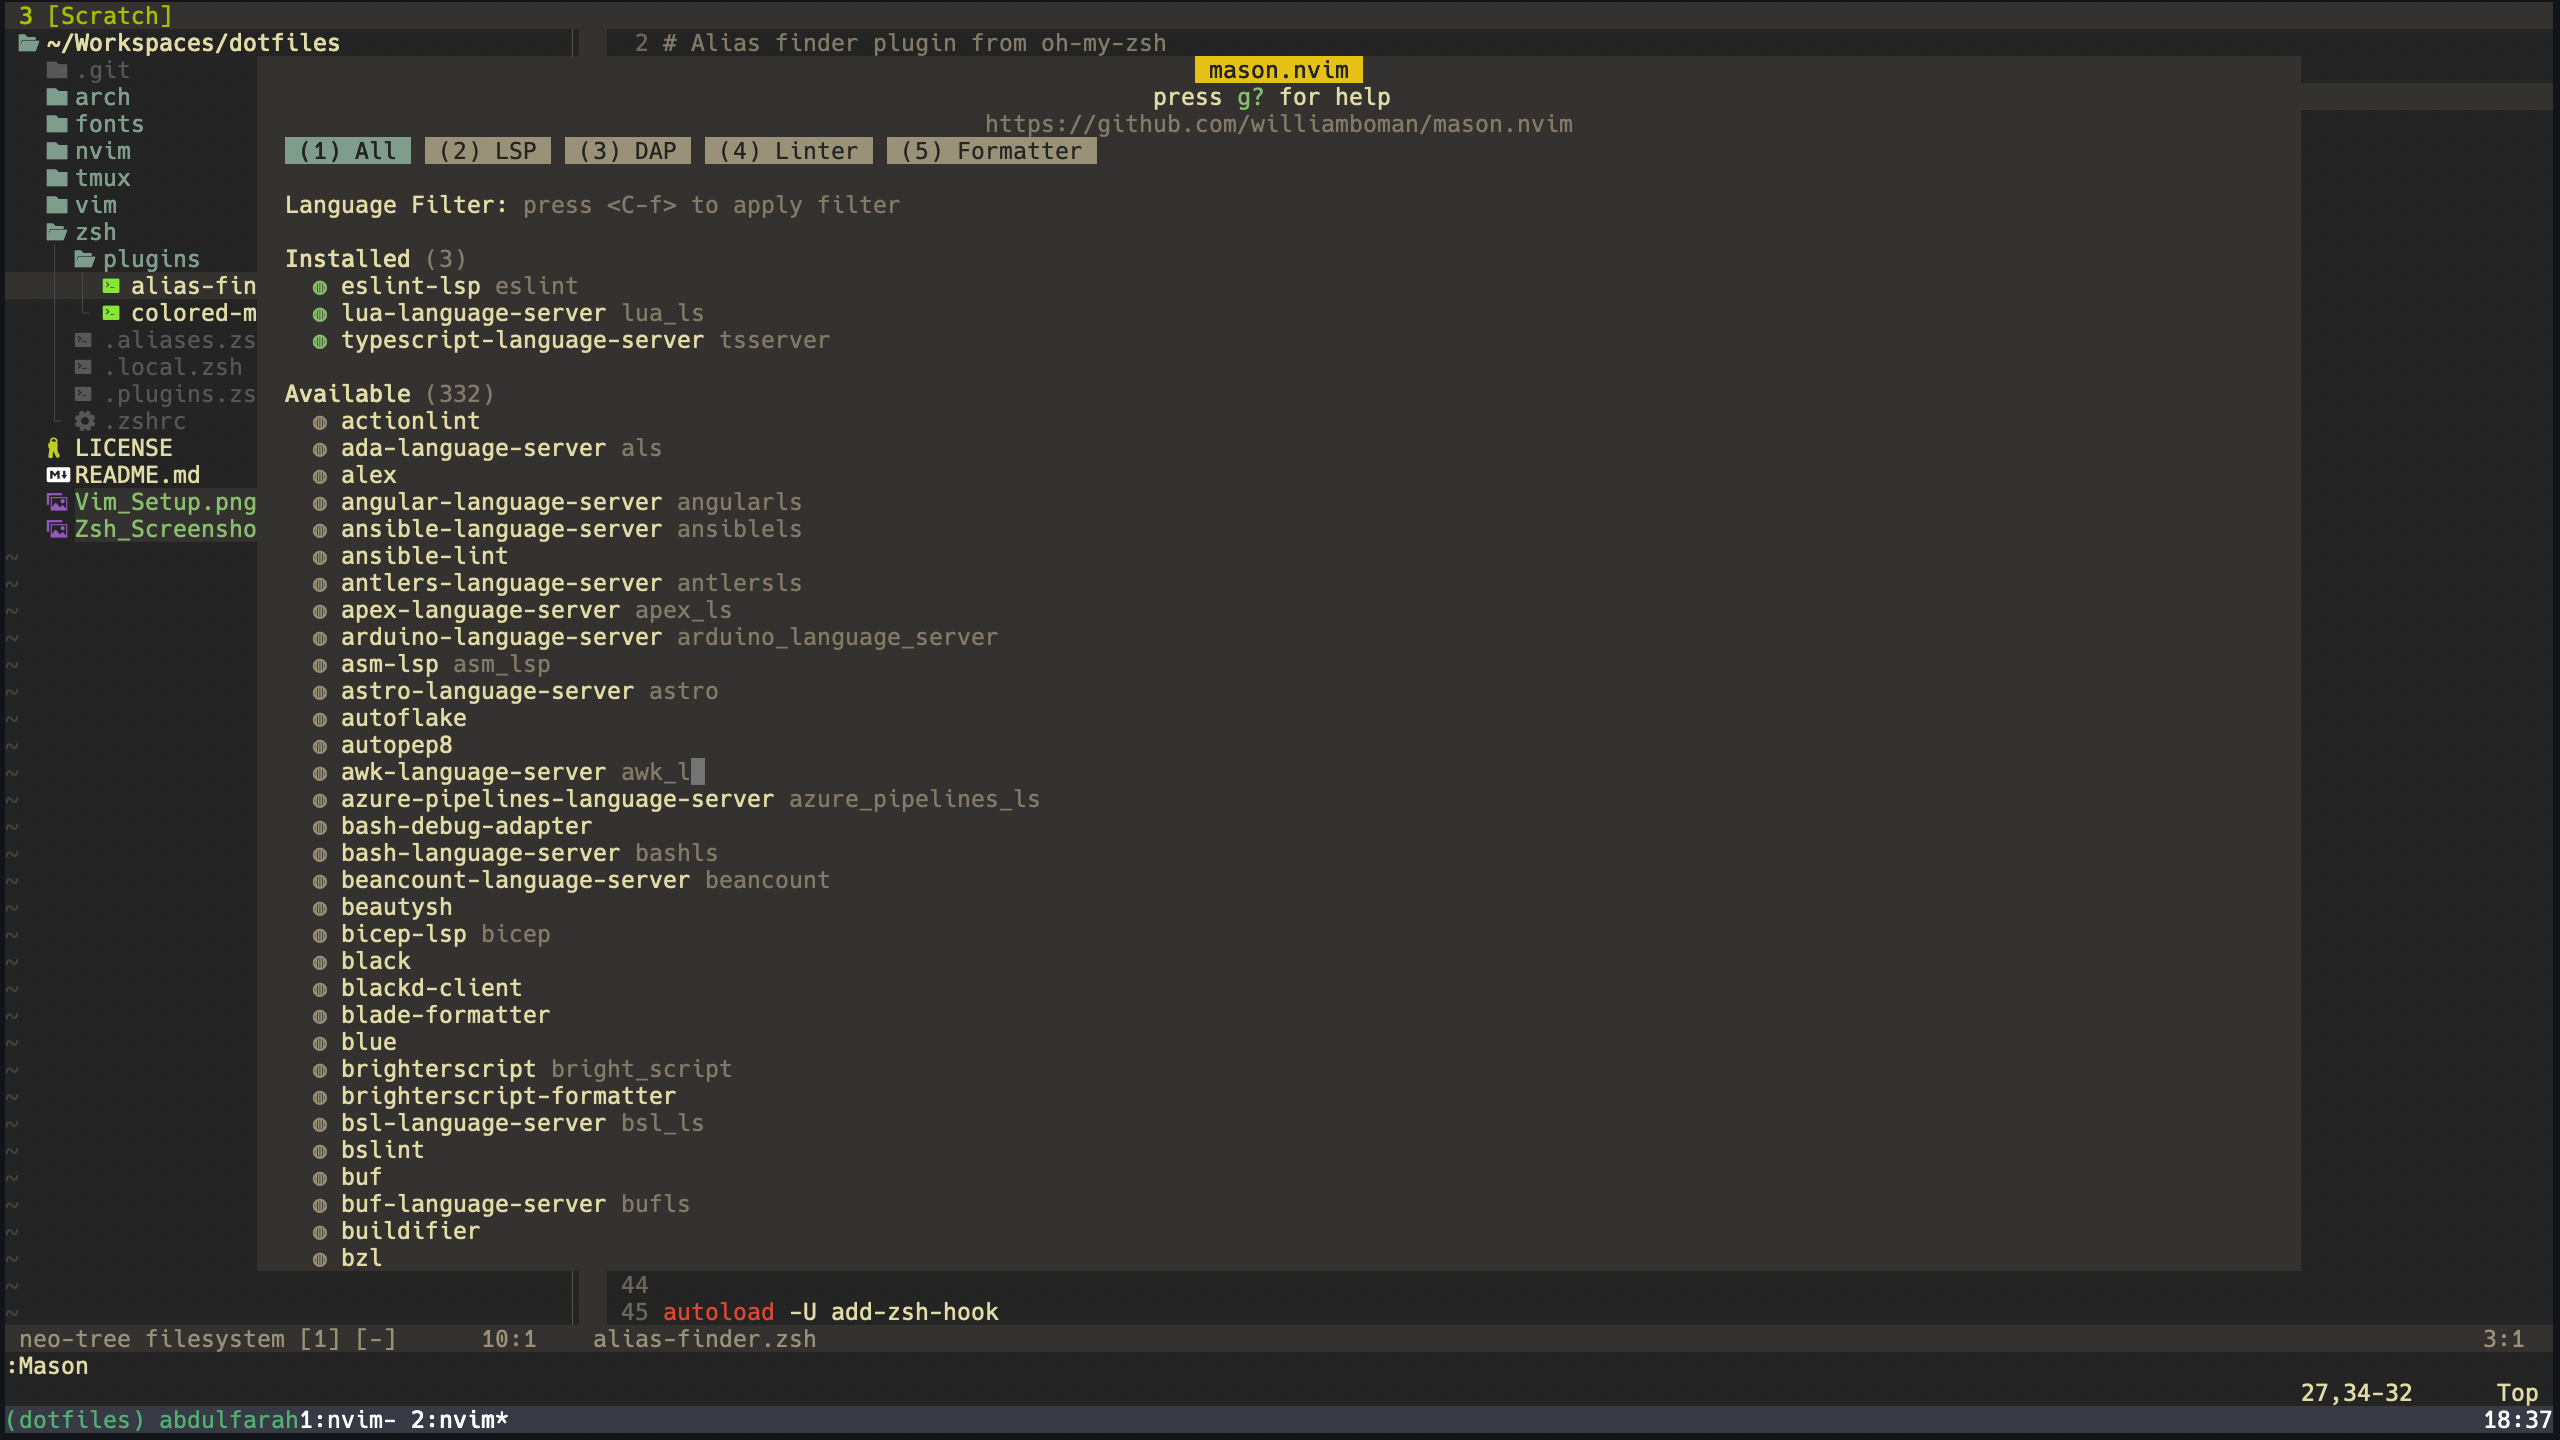 3 [Scratch]
~/Workspaces/dotfiles
.git
arch
fonts
nvim
tmux
vim
zsh
plugins
alias-fin
colored-m
.aliases.zs
.local.zsh
.plugins.zs
.zshrc
LICENSE
README.md
Vim_Setup.png
Zsh_Screensho
2 # Alias finder plugin from oh-my-zsh
mason.nvim
press g? for help
https://github.com/williamboman/mason.nvim
(1) All (2) LSP (3) DAP (4) Linter (5) Formatter
Language Filter: press <C-f> to apply filter
Installed (3)
eslint-lsp eslint
lua-language-server lua_ls
typescript-language-server tsserver
Available (332)
actionlint
ada-language-server als
alex
angular-language-server angularls
ansible-language-server ansiblels
ansible-lint
antlers-language-server antlersls
apex-language-server apex_ls
arduino-language-server arduino_language_server
asm-lsp asm_lsp
astro-language-server astro
autoflake
autopep8
awk-language-server awk_l
azure-pipelines-language-server azure_pipelines_ls
bash-debug-adapter
bash-language-server bashls
beancount-language-server beancount
beautysh
bicep-lsp bicep
black
blackd-client
blade-formatter
blue
brighterscript bright_script
brighterscript-formatter
bsl-language-server bsl_ls
bslint
buf
buf-language-server bufls
buildifier
bzl
44
45 autoload -U add-zsh-hook
neo-tree filesystem [1] [-] 10:1 alias-finder.zsh 3:1
:Mason
27,34-32 Top
(dotfiles) abdulfarah1:nvim- 2:nvim* 18:37